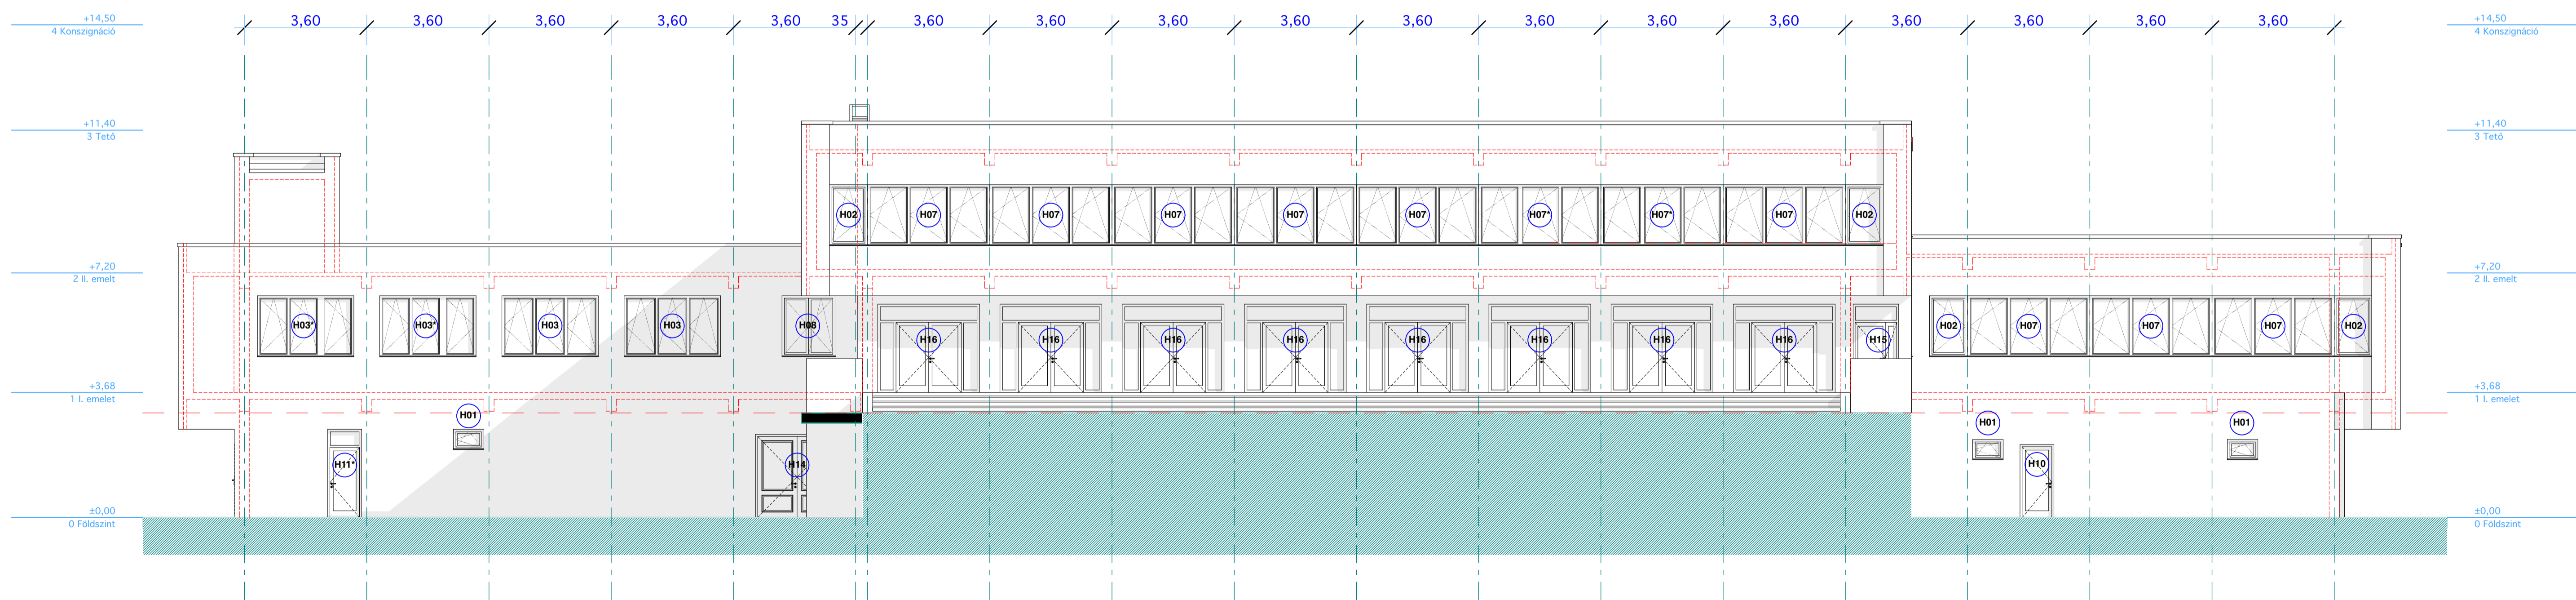 +14,50 3,60 3,60 3,60 3,60 3,60 35 3,60 3,60 3,60 3,60 3,60 3,60 3,60 3,60 3,60 3,60 3,60 3,60 +14,50
4 Konszignáció 4 Konszignáció
+11,40 +11,40
3 Tető 3 Tető
H02 H07 H07 H07 H07 H07 H07* H07* H07 H02
+7,20 +7,20
2 II. emelt 2 II. emelt
H03* H03* H03 H03 H08 H02 H07 H07 H07 H02
H16 H16 H16 H16 H16 H16 H16 H16 H15
+3,68 +3,68
1 I. emelet 1 I. emelet
H01 H01 H01
H11* H14 H10
±0,00 ±0,00
0 Földszint 0 Földszint